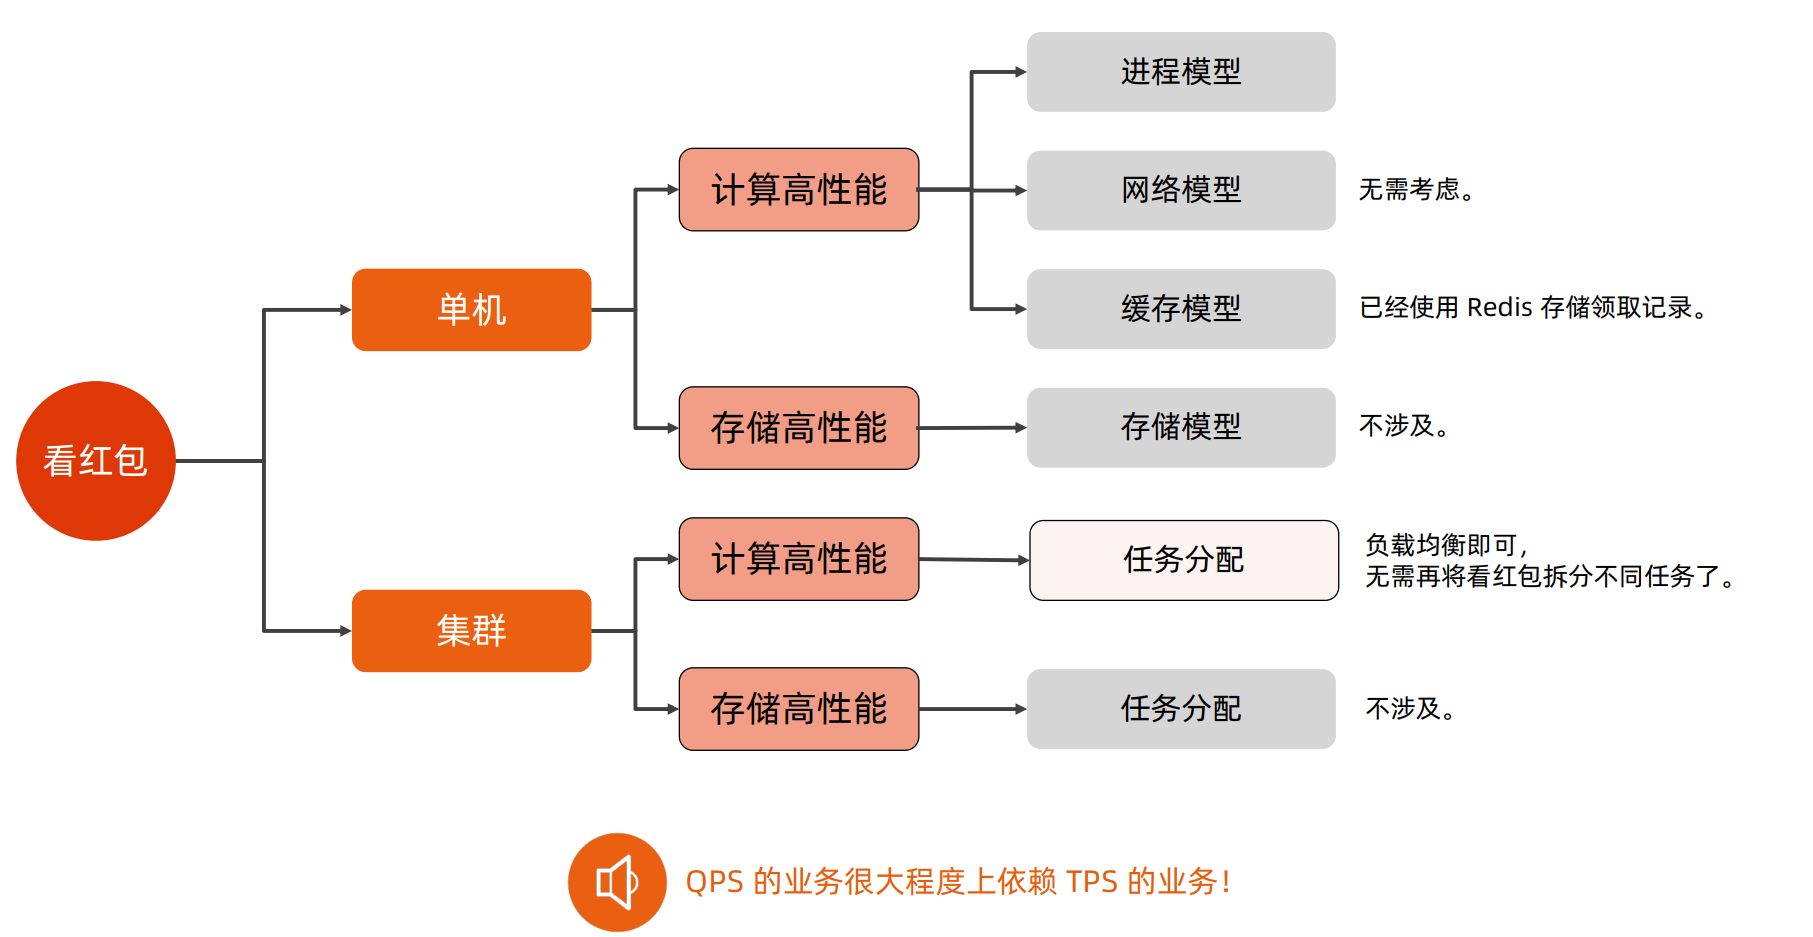 看红包
单机
集群
计算高性能
存储高性能
计算高性能
存储高性能
进程模型
网络模型
无需考虑。
缓存模型
已经使用 Redis 存储领取记录。
存储模型
不涉及。
任务分配
负载均衡即可，
无需再将看红包拆分不同任务了。
任务分配
不涉及。
QPS 的业务很大程度上依赖 TPS 的业务！